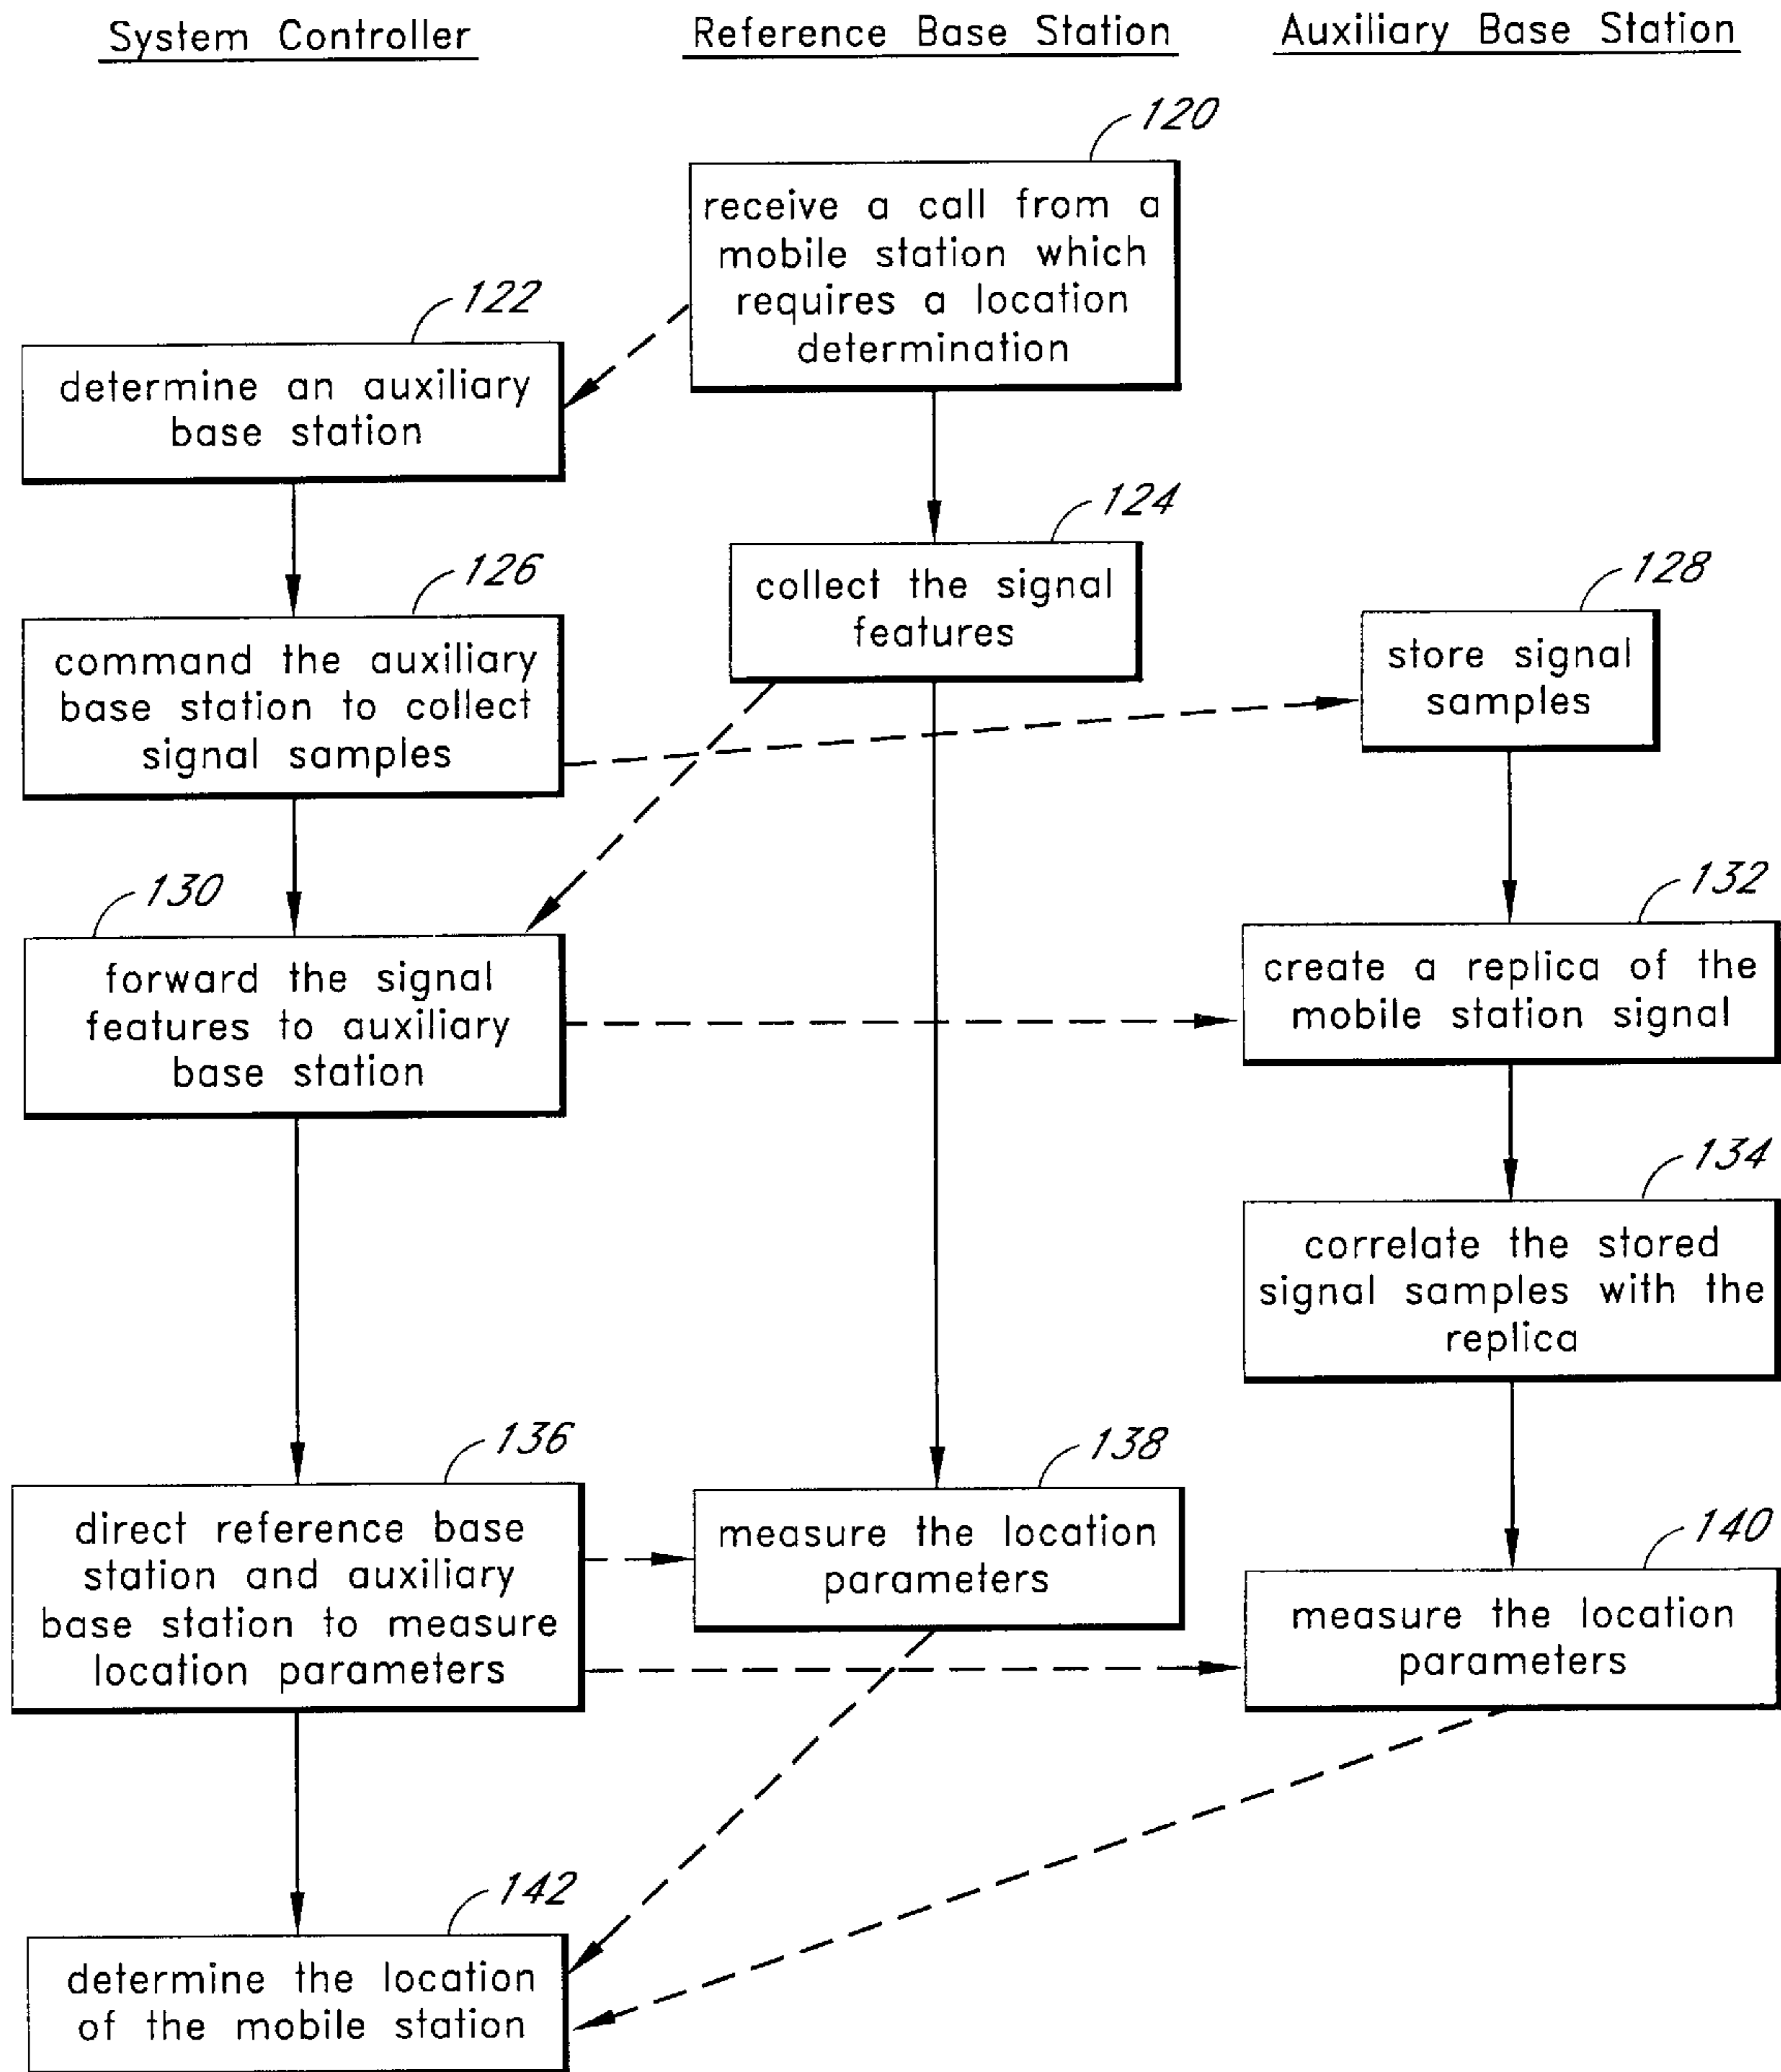 System Controller
Reference Base Station
Auxiliary Base Station
120
receive a call from a
mobile station which
requires a location
determination
122
determine an auxiliary
base station
124
collect the signal
features
126
command the auxiliary
base station to collect
signal samples
128
store signal
samples
130
forward the signal
features to auxiliary
base station
132
create a replica of the
mobile station signal
134
correlate the stored
signal samples with the
replica
136
direct reference base
station and auxiliary
base station to measure
location parameters
138
measure the location
parameters
140
measure the location
parameters
142
determine the location
of the mobile station